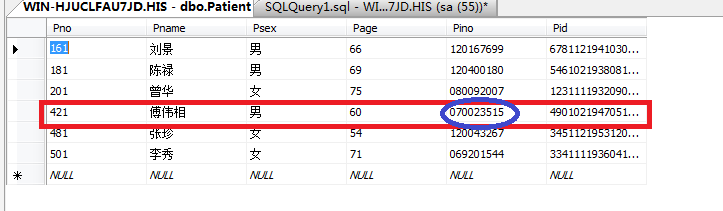 WIN-HJUCLFAU7JD.HIS - dbo.Patient SQLQuery1.sql - WI...7JD.HIS (sa (55))*
Pno Pname Psex Page Pino Pid
161 刘景 男 66 120167699 6781121941030...
181 陈禄 男 69 120400180 5461021938081...
201 曾华 女 75 080092007 1231111932090...
421 傅伟相 男 60 070023515 4901021947051...
481 张珍 女 54 120043267 3451121953120...
501 李秀 女 71 069201544 3341111936041...
NULL NULL NULL NULL NULL NULL